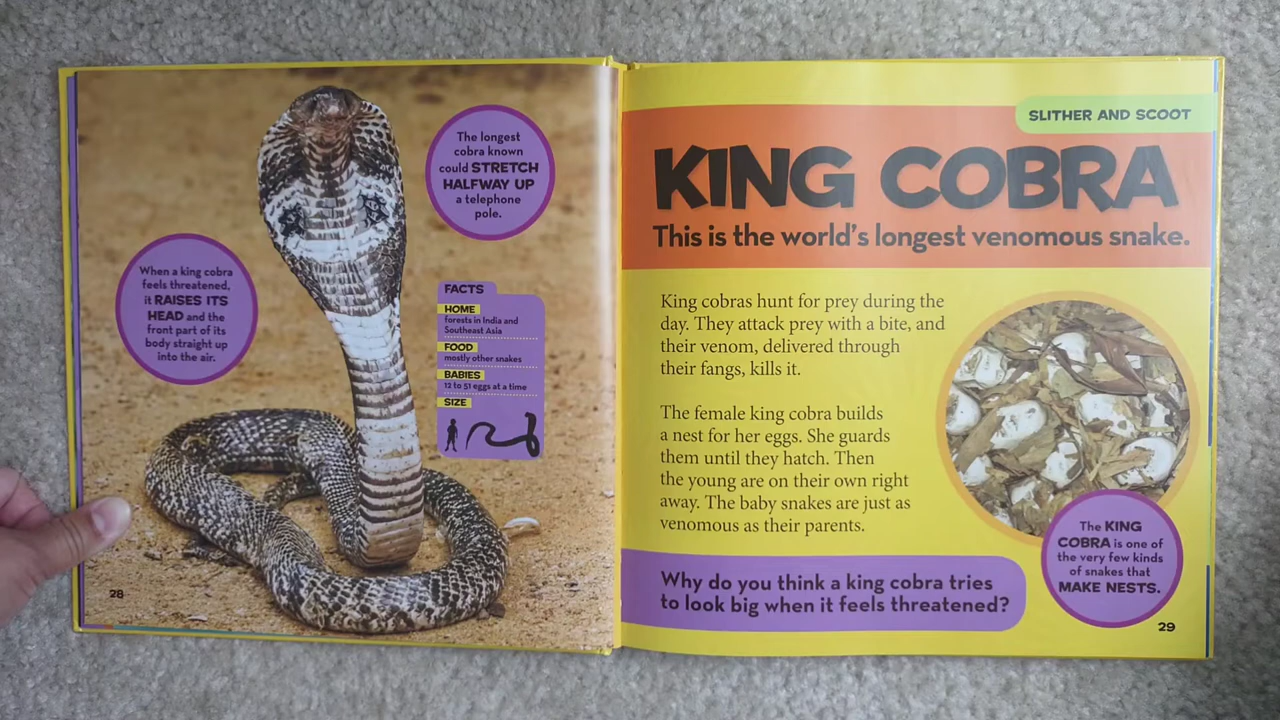 The longest
cobra known
could STRETCH
HALFWAY UP
a telephone
pole.
When a king cobra
feels threatened,
it RAISES ITS
HEAD and the
front part of its
body straight up
into the air.
FACTS
HOME
forests in India and
Southeast Asia
FOOD
mostly other snakes
BABIES
12 to 51 eggs at a time
SIZE
28
SLITHER AND SCOOT
KING COBRA
This is the world's longest venomous snake.
King cobras hunt for prey during the
day. They attack prey with a bite, and
their venom, delivered through
their fangs, kills it.
The female king cobra builds
a nest for her eggs. She guards
them until they hatch. Then
the young are on their own right
away. The baby snakes are just as
venomous as their parents.
The KING
COBRA is one of
the very few kinds
of snakes that
MAKE NESTS.
Why do you think a king cobra tries
to look big when it feels threatened?
29